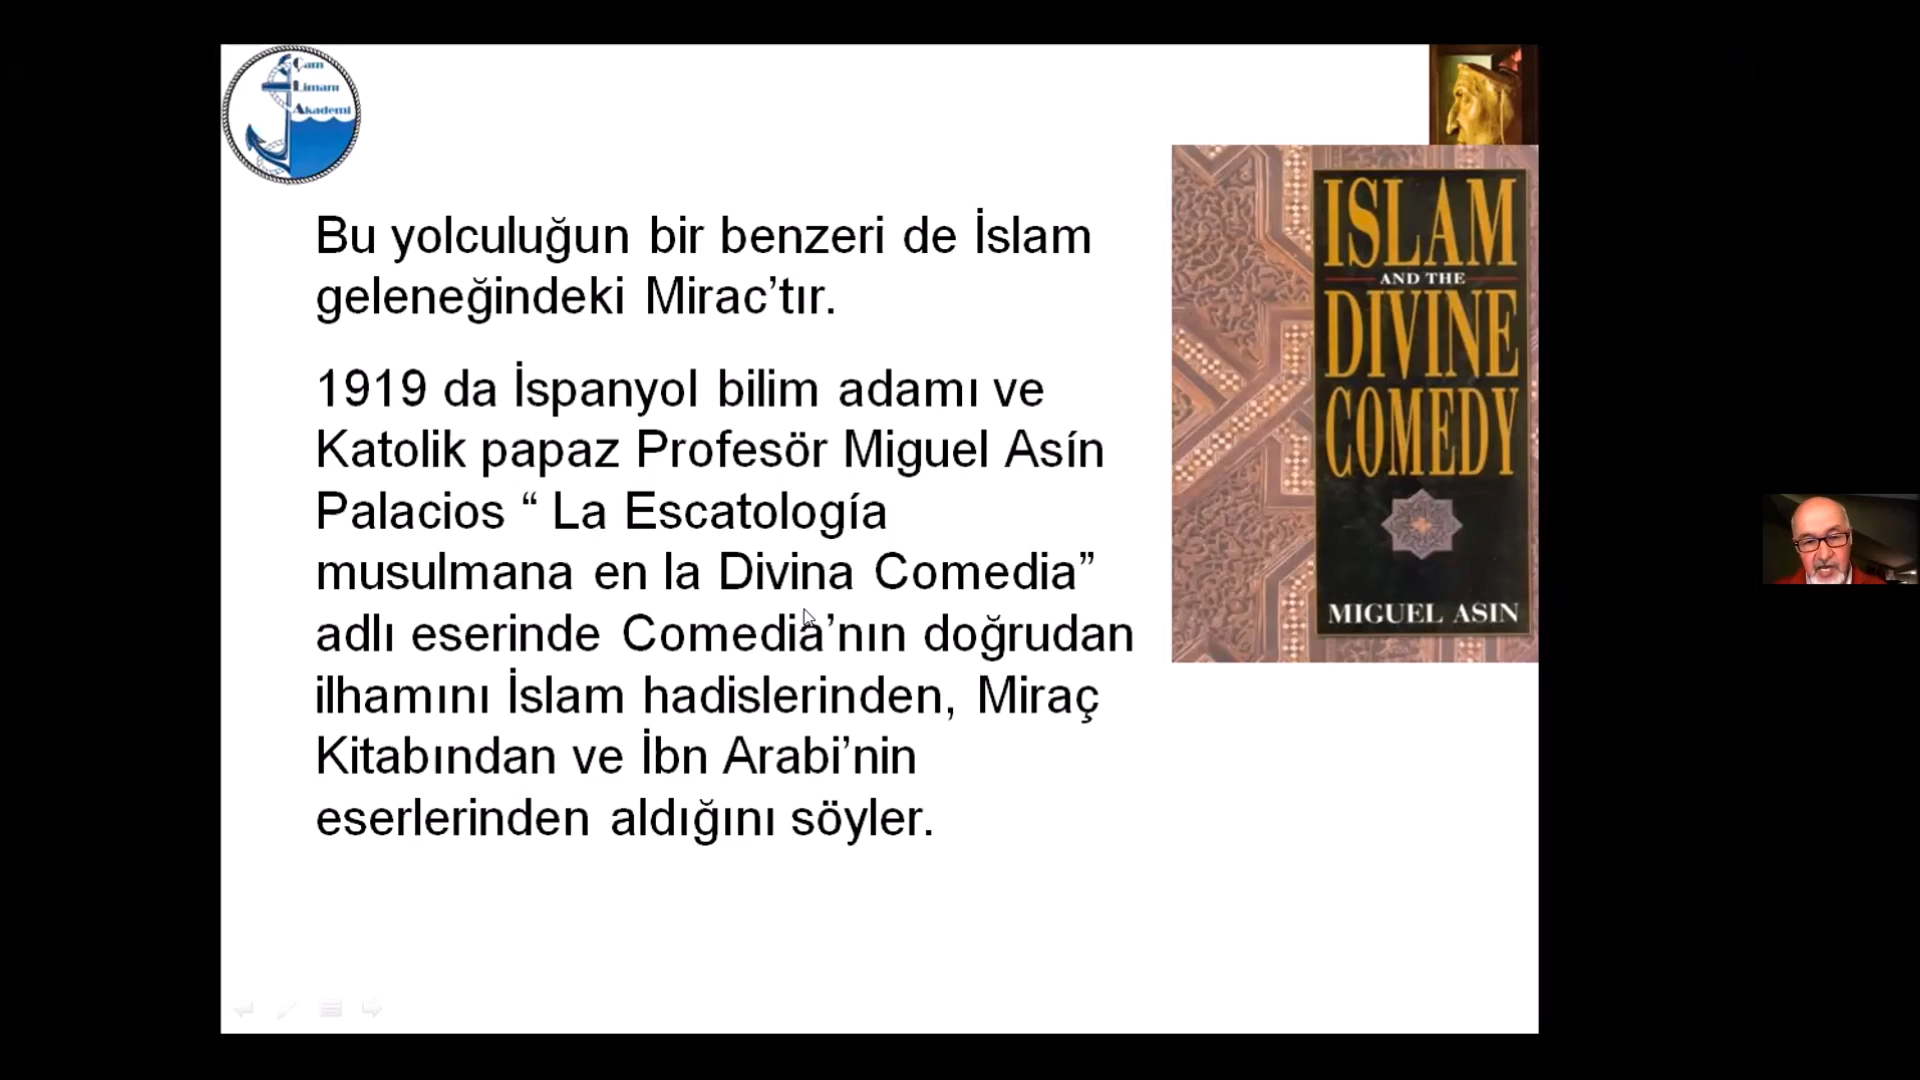 Çam
Limanı
Akademi
Bu yolculuğun bir benzeri de İslam
geleneğindeki Mirac’tır.
1919 da İspanyol bilim adamı ve
Katolik papaz Profesör Miguel Asín
Palacios “ La Escatología
musulmana en la Divina Comedia”
adlı eserinde Comedia’nın doğrudan
ilhamını İslam hadislerinden, Miraç
Kitabından ve İbn Arabi’nin
eserlerinden aldığını söyler.
ISLAM
AND THE
DIVINE
COMEDY
MIGUEL ASIN